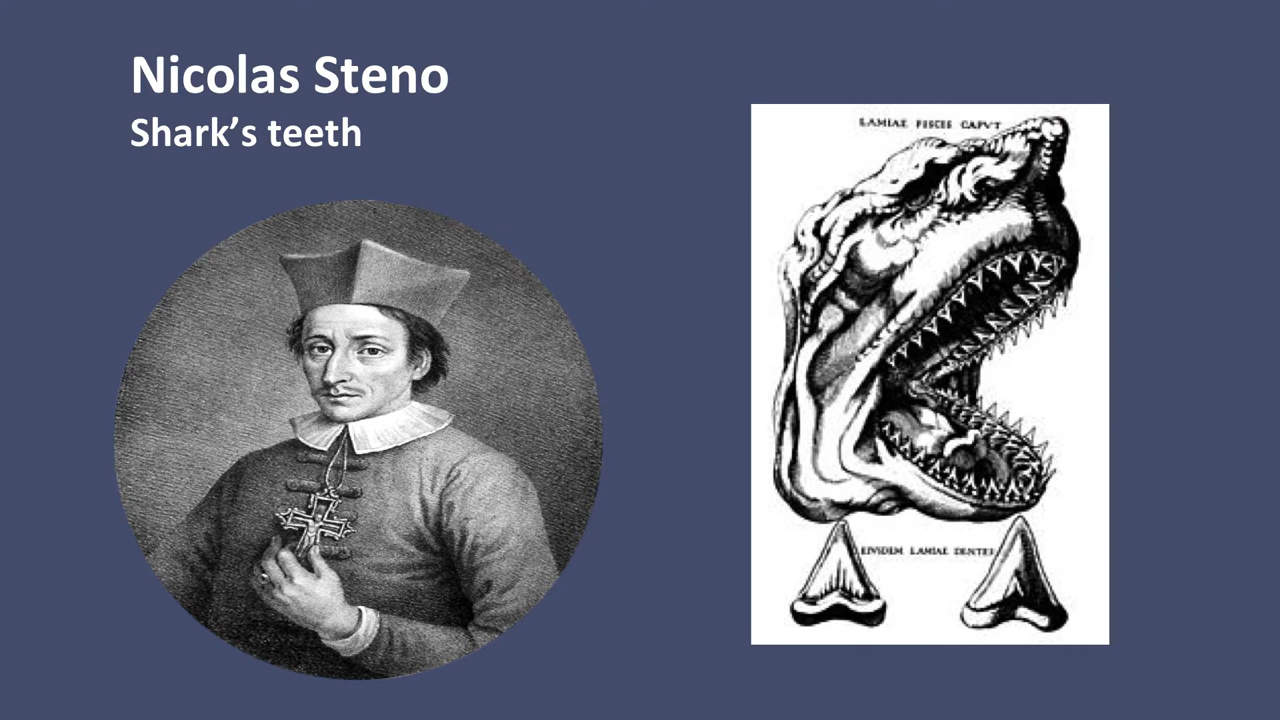 Nicolas Steno
Shark’s teeth
LAMIAE PISCIS CAPVT
EIVSDEM LAMIAE DENTES